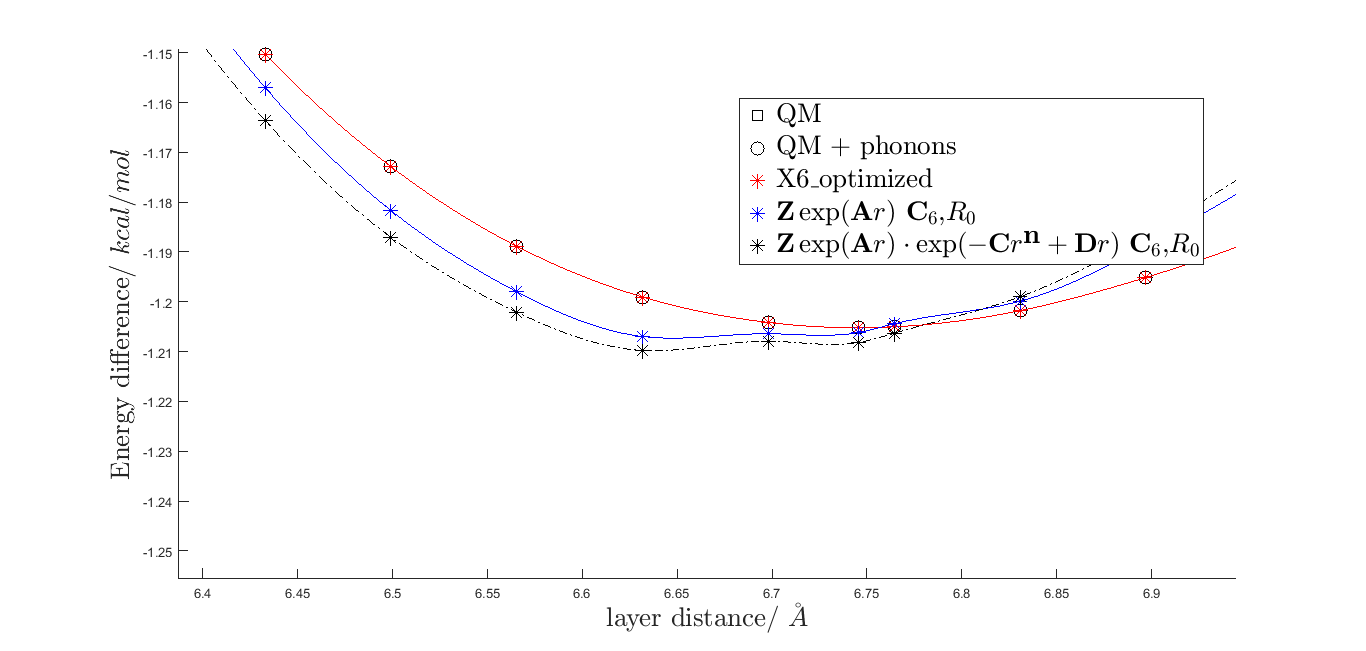 -1.15
-1.16
-1.17
-1.18
-1.19
-1.2
-1.21
-1.22
-1.23
-1.24
-1.25
Energy difference/ kcal/mol
QM
QM + phonons
X6_optimized
Z exp(Ar) C₆,R₀
Z exp(Ar) · exp(−Crⁿ + Dr) C₆,R₀
6.4 6.45 6.5 6.55 6.6 6.65 6.7 6.75 6.8 6.85 6.9
layer distance/ Å